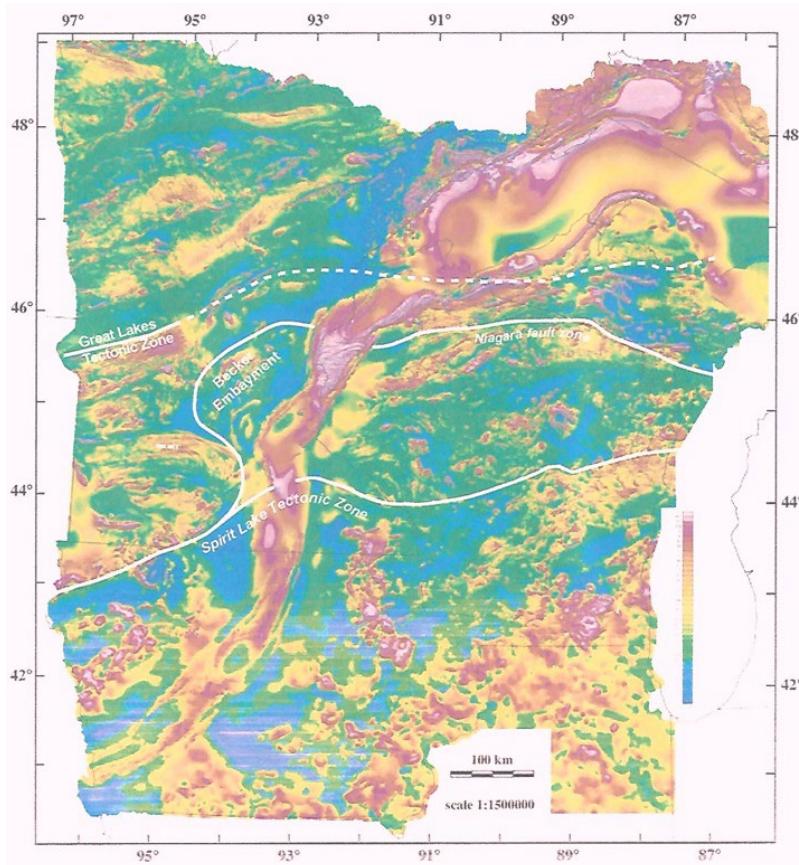 97° 95° 93° 91° 89° 87°
48° 48°
46° 46°
Great Lakes
Tectonic Zone
Niagara fault zone
Becker
Embayment
44° 44°
Spirit Lake Tectonic Zone
42° 42°
100 km
scale 1:1500000
95° 93° 91° 89° 87°